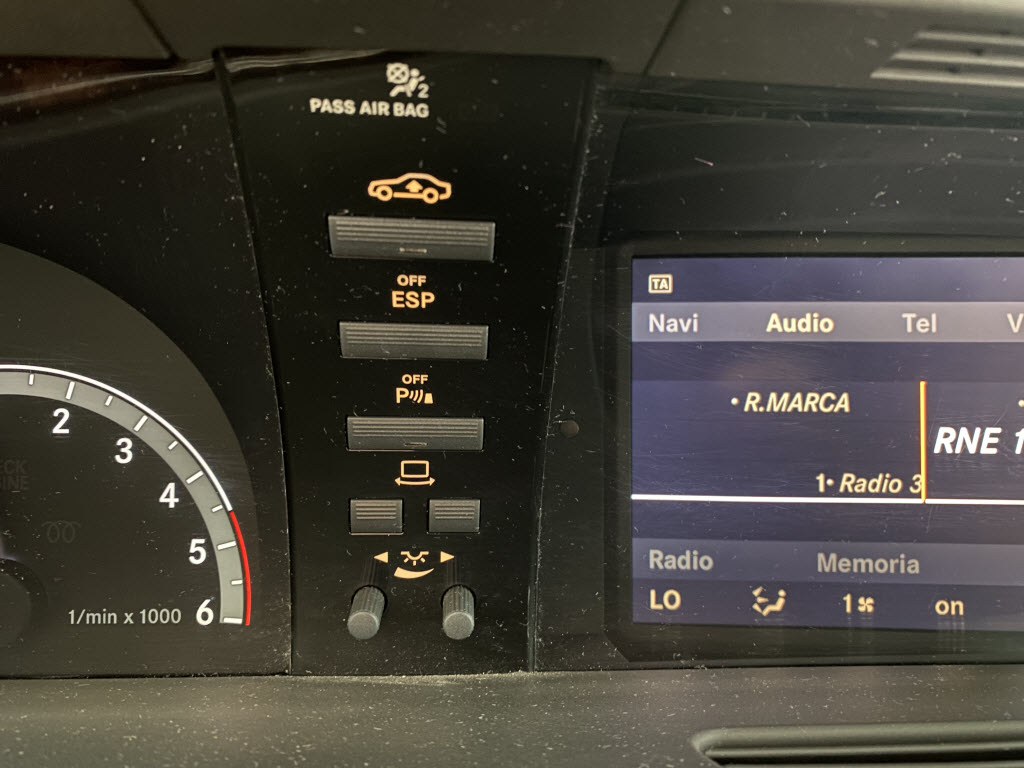 2
PASS AIR BAG
OFF
ESP
OFF
P
2
3
4
5
6
1/min x 1000
TA
Navi Audio Tel V
• R.MARCA
RNE 1
1• Radio 3
Radio Memoria
LO 1 on